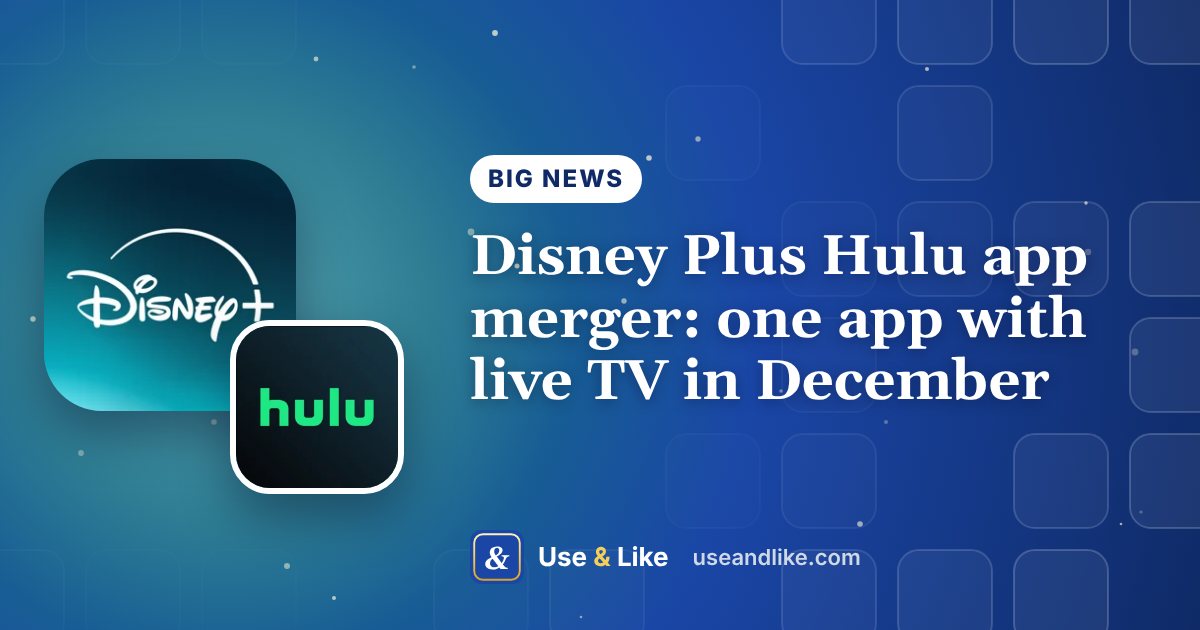 Disney+
hulu
BIG NEWS
Disney Plus Hulu app
merger: one app with
live TV in December
& Use & Like useandlike.com